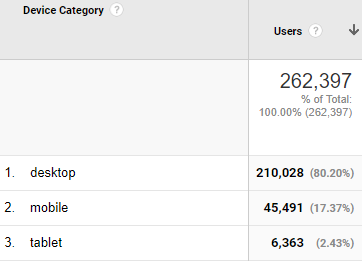 Device Category ?
Users ?
262,397
% of Total:
100.00% (262,397)
1. desktop 210,028 (80.20%)
2. mobile 45,491 (17.37%)
3. tablet 6,363 (2.43%)